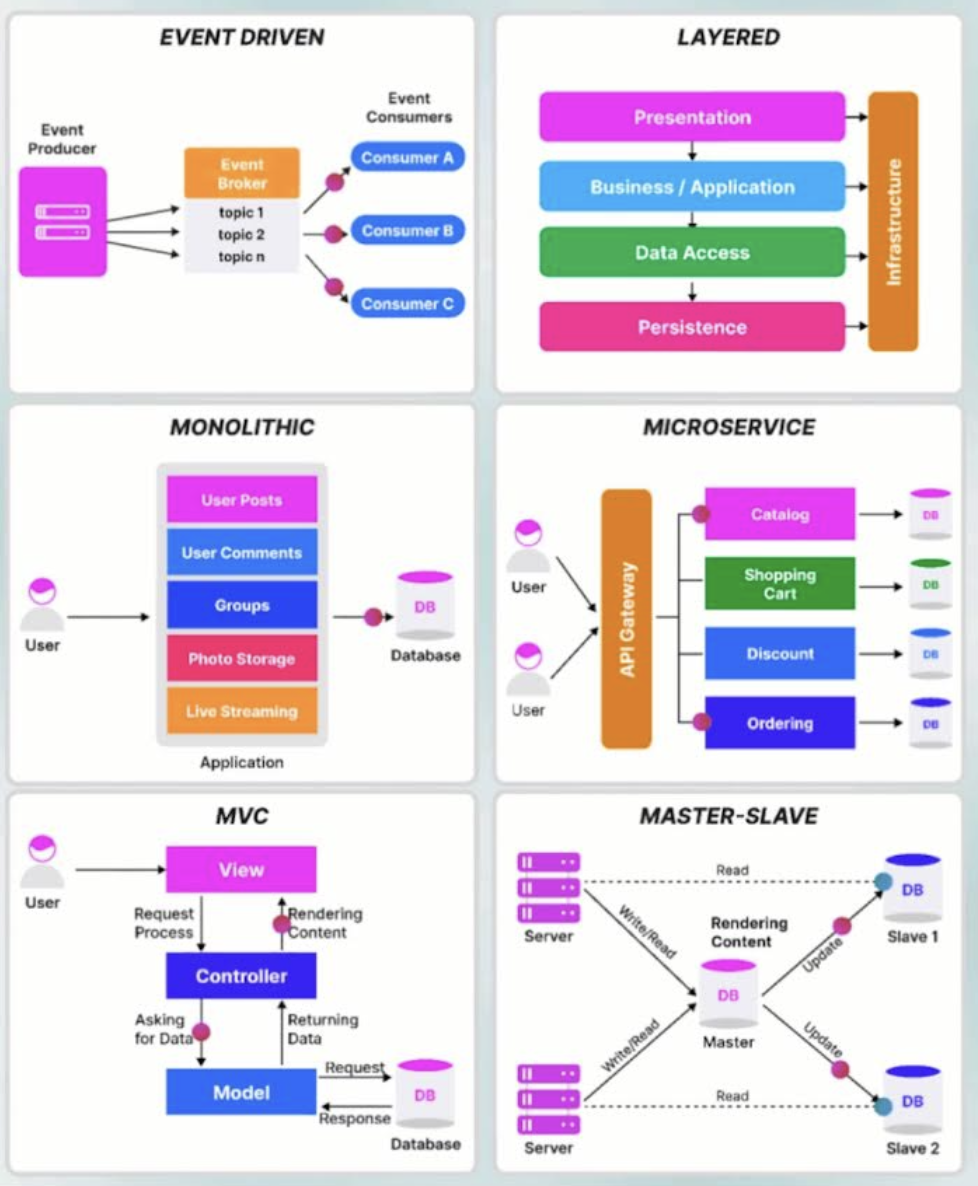 EVENT DRIVEN
Event
Producer
Event
Broker
topic 1
topic 2
topic n
Event
Consumers
Consumer A
Consumer B
Consumer C
LAYERED
Presentation
Business / Application
Data Access
Persistence
Infrastructure
MONOLITHIC
User
User Posts
User Comments
Groups
Photo Storage
Live Streaming
Application
DB
Database
MICROSERVICE
User
User
API Gateway
Catalog
DB
Shopping
Cart
DB
Discount
DB
Ordering
DB
MVC
User
View
Request
Process
Rendering
Content
Controller
Asking
for Data
Returning
Data
Model
Request
Response
DB
Database
MASTER-SLAVE
Server
Read
Write/Read
Rendering
Content
DB
Master
Update
DB
Slave 1
Server
Write/Read
Read
Update
DB
Slave 2